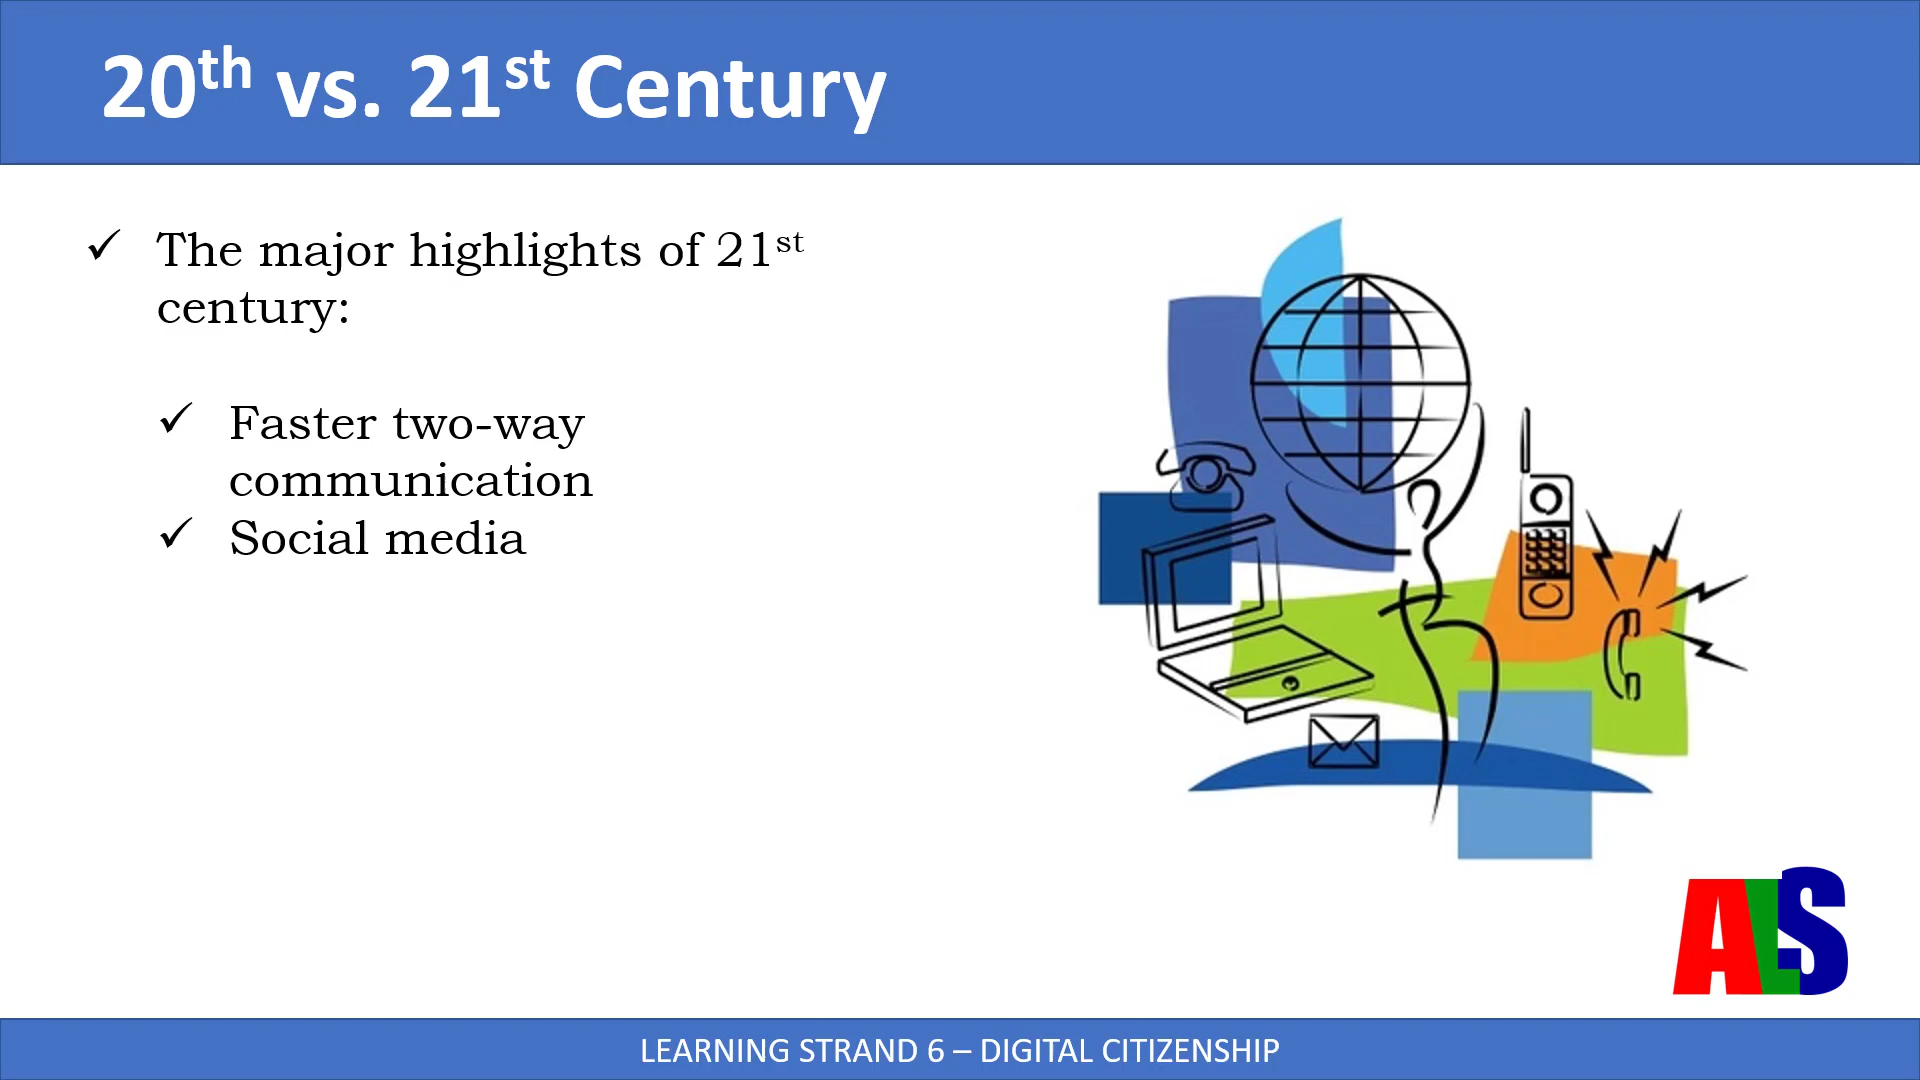 20th vs. 21st Century
✓ The major highlights of 21st
century:
✓ Faster two-way
communication
✓ Social media
ALS
LEARNING STRAND 6 – DIGITAL CITIZENSHIP